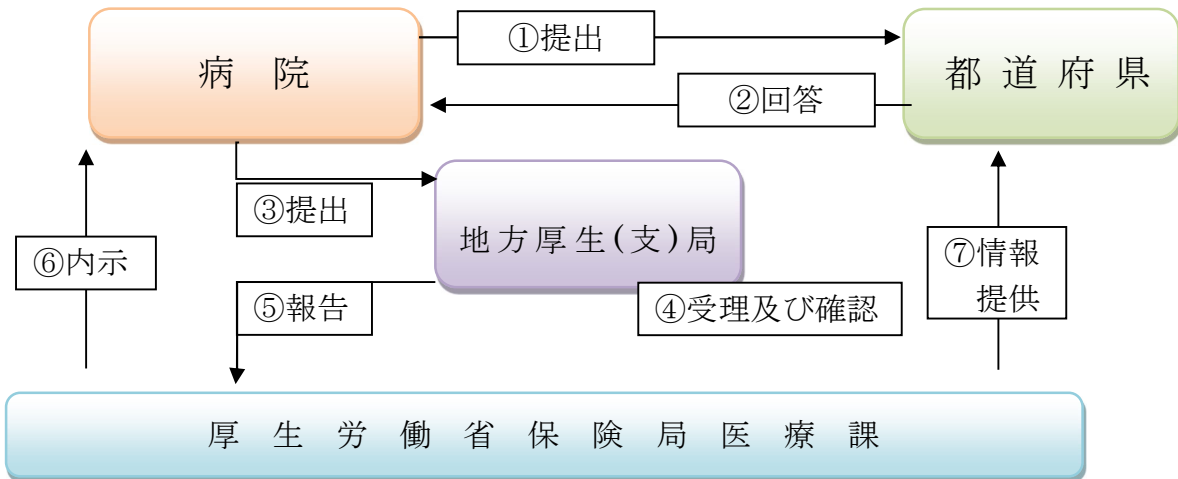 ①提出
病院
都道府県
②回答
③提出
地方厚生(支)局
⑥内示
⑦情報
提供
⑤報告
④受理及び確認
厚生労働省保険局医療課